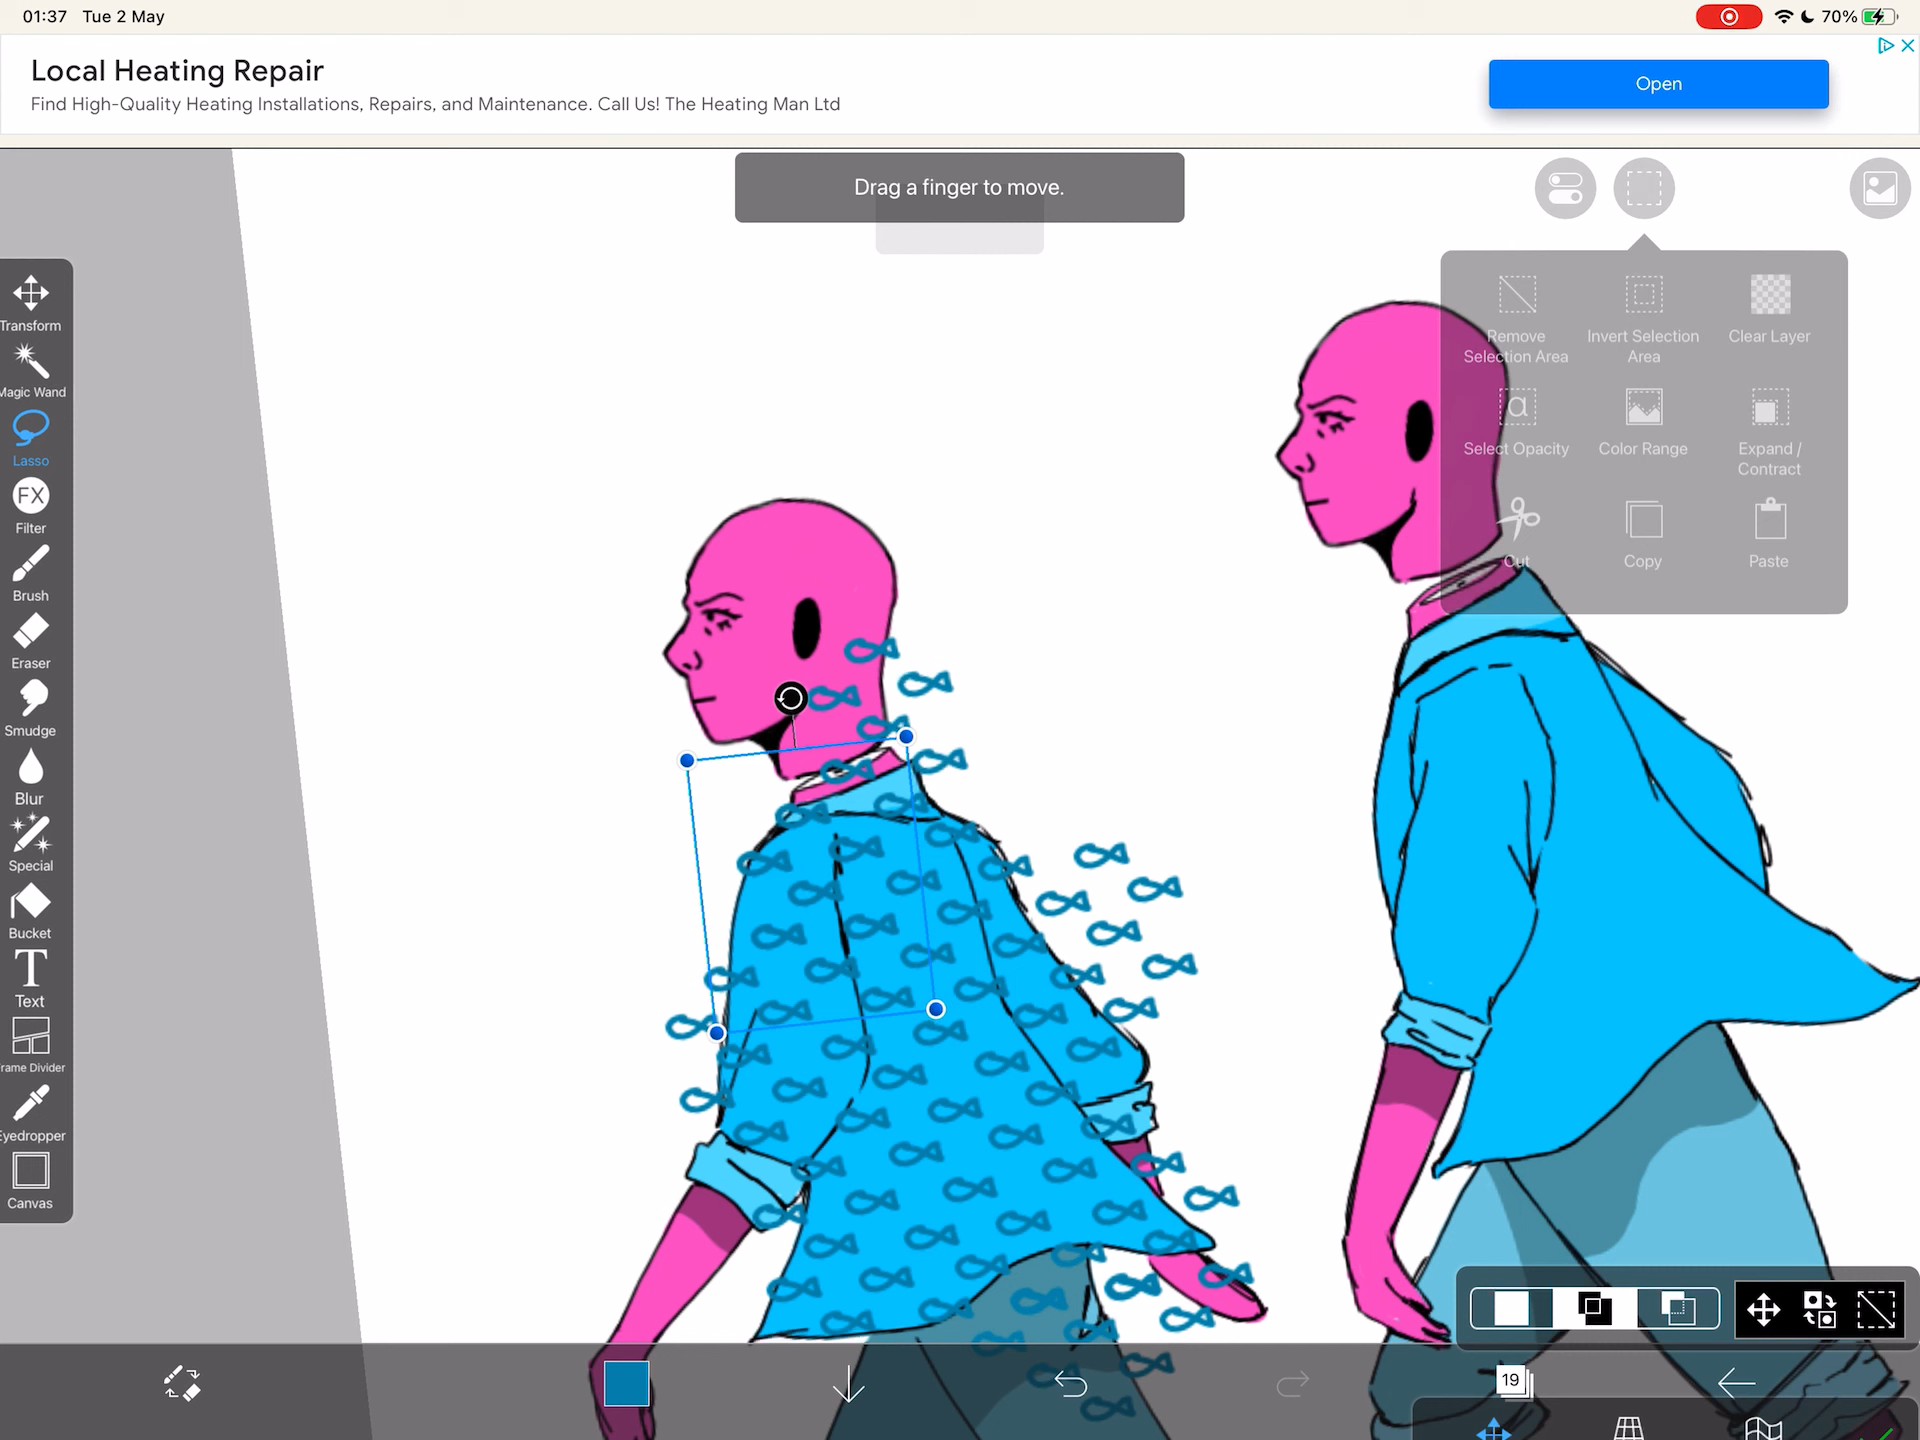 01:37 Tue 2 May
70%
Local Heating Repair
Find High-Quality Heating Installations, Repairs, and Maintenance. Call Us! The Heating Man Ltd
Open
Drag a finger to move.
Remove Selection Area
Invert Selection Area
Clear Layer
α
Select Opacity
Color Range
Expand / Contract
Cut
Copy
Paste
Transform
Magic Wand
Lasso
FX
Filter
Brush
Eraser
Smudge
Blur
Special
Bucket
T
Text
rame Divider
Eyedropper
Canvas
19